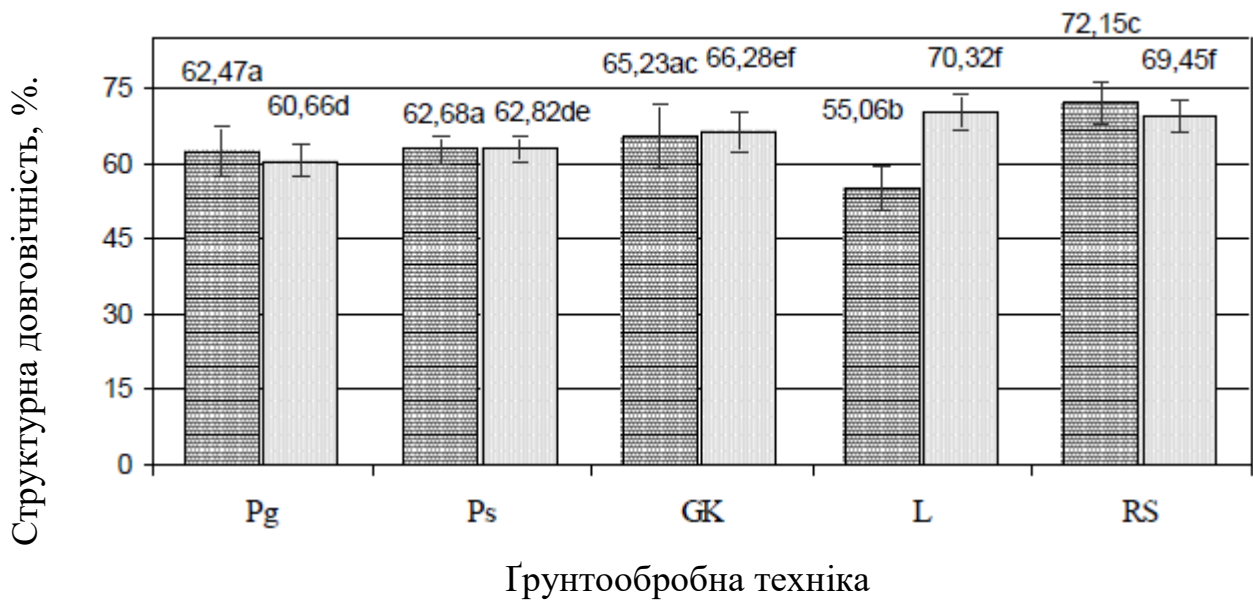 Структурна довговічність, %.
72,15c
62,47a
60,66d
62,68a
62,82de
65,23ac
66,28ef
55,06b
70,32f
69,45f
75
60
45
30
15
0
Pg Ps GK L RS
Ґрунтообробна техніка